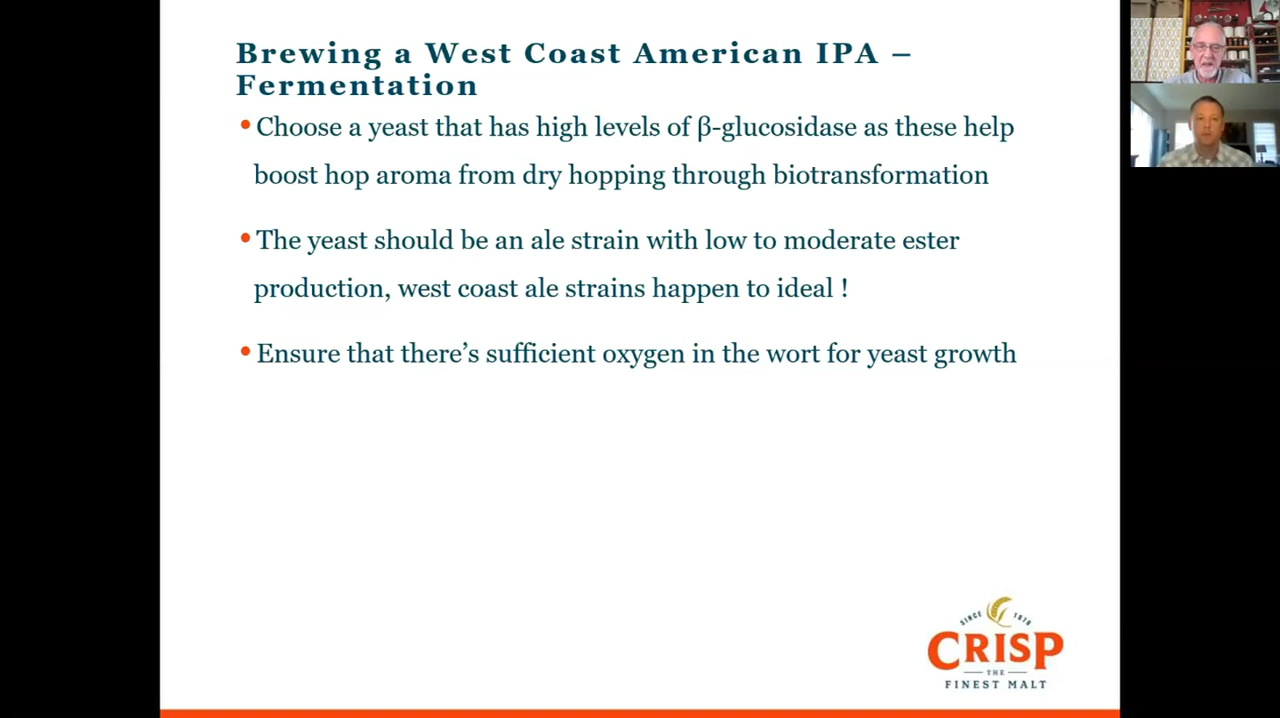 Brewing a West Coast American IPA –
Fermentation
•Choose a yeast that has high levels of β-glucosidase as these help
boost hop aroma from dry hopping through biotransformation
•The yeast should be an ale strain with low to moderate ester
production, west coast ale strains happen to ideal !
•Ensure that there’s sufficient oxygen in the wort for yeast growth
SINCE 1870
CRISP
THE
FINEST MALT